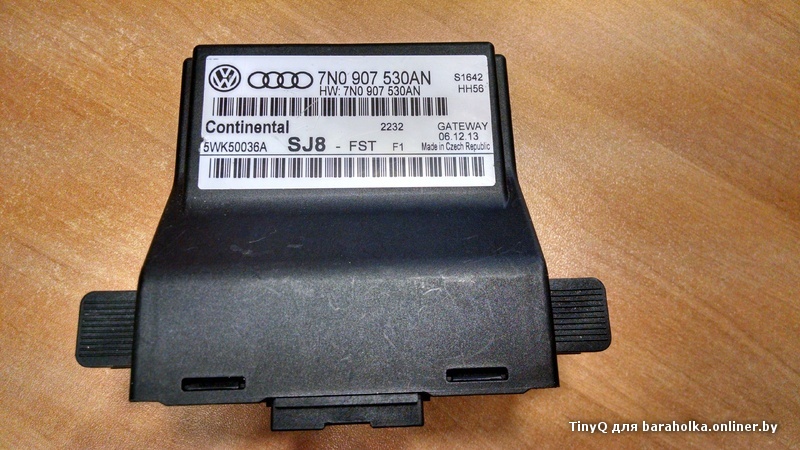 7N0 907 530AN
HW: 7N0 907 530AN
S1642
HH56
Continental
2232
GATEWAY
06.12.13
5WK50036A
SJ8 - FST F1
Made in Czech Republic
TinyQ для baraholka.onliner.by